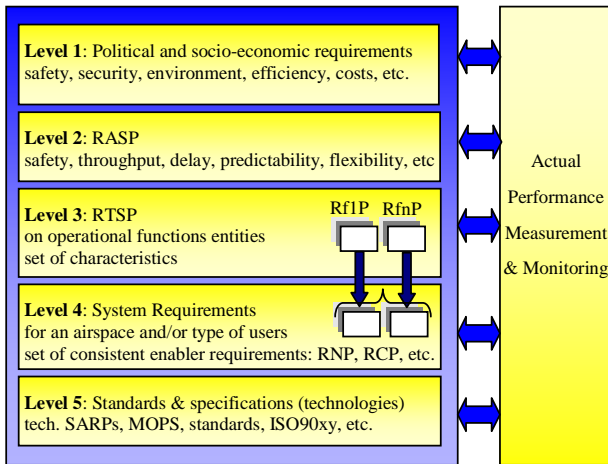 Level 1: Political and socio-economic requirements
safety, security, environment, efficiency, costs, etc.
Level 2: RASP
safety, throughput, delay, predictability, flexibility, etc
Level 3: RTSP
on operational functions entities
set of characteristics
Rf1P RfnP
Level 4: System Requirements
for an airspace and/or type of users
set of consistent enabler requirements: RNP, RCP, etc.
Level 5: Standards & specifications (technologies)
tech. SARPs, MOPS, standards, ISO90xy, etc.
Actual
Performance
Measurement
& Monitoring